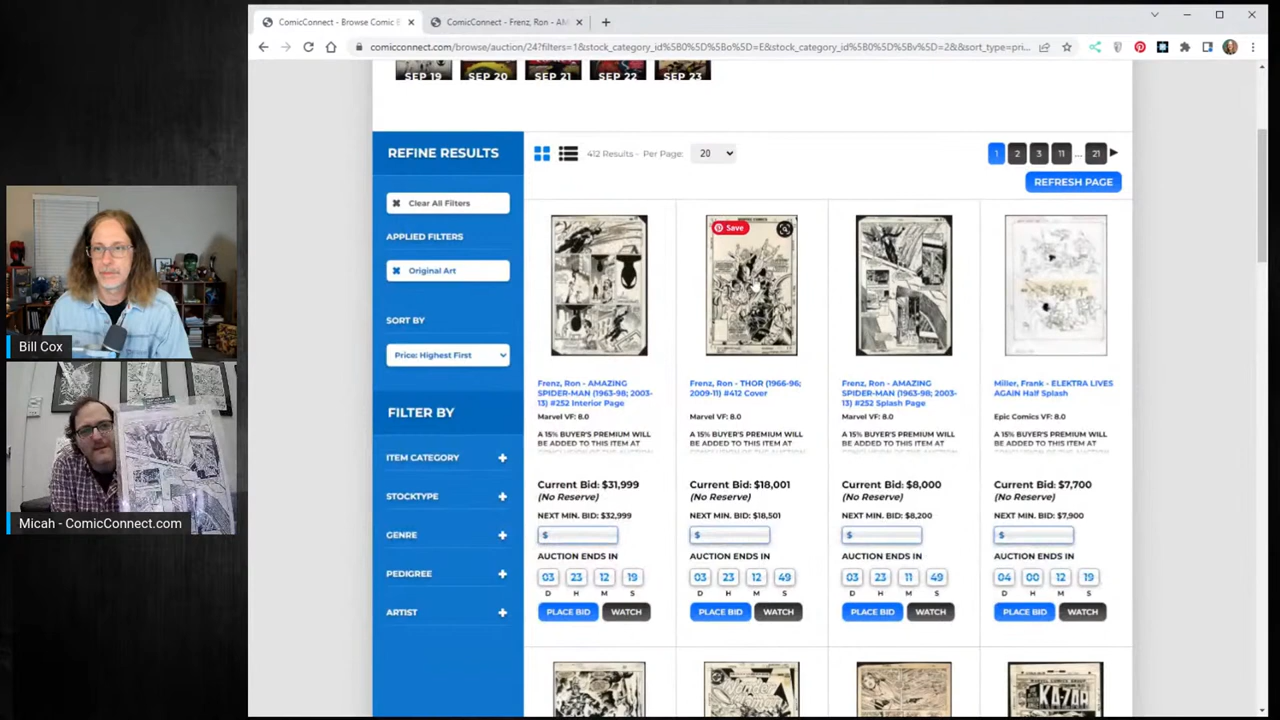 ComicConnect - Browse Comic B
ComicConnect - Frenz, Ron - AM
comicconnect.com/browse/auction/24?filters=1&stock_category_id%5B0%5D%5Bo%5D=E&stock_category_id%5B0%5D%5Bv%5D=2&&sort_type=pri...
SEP 19 SEP 20 SEP 21 SEP 22 SEP 23
REFINE RESULTS
412 Results - Per Page: 20
1 2 3 11 ... 21
REFRESH PAGE
Clear All Filters
APPLIED FILTERS
Original Art
SORT BY
Price: Highest First
FILTER BY
ITEM CATEGORY
STOCKTYPE
GENRE
PEDIGREE
ARTIST
Frenz, Ron - AMAZING
SPIDER-MAN (1963-98; 2003-
13) #252 Interior Page
Marvel VF: 8.0
A 15% BUYER'S PREMIUM WILL
BE ADDED TO THIS ITEM AT
Current Bid: $31,999
(No Reserve)
NEXT MIN. BID: $32,999
$
AUCTION ENDS IN
03 23 12 19
D H M S
PLACE BID WATCH
Save
Frenz, Ron - THOR (1966-96;
2009-11) #412 Cover
Marvel VF: 8.0
A 15% BUYER'S PREMIUM WILL
BE ADDED TO THIS ITEM AT
Current Bid: $18,001
(No Reserve)
NEXT MIN. BID: $18,501
$
AUCTION ENDS IN
03 23 12 49
D H M S
PLACE BID WATCH
Frenz, Ron - AMAZING
SPIDER-MAN (1963-98; 2003-
13) #252 Splash Page
Marvel VF: 8.0
A 15% BUYER'S PREMIUM WILL
BE ADDED TO THIS ITEM AT
Current Bid: $8,000
(No Reserve)
NEXT MIN. BID: $8,200
$
AUCTION ENDS IN
03 23 11 49
D H M S
PLACE BID WATCH
Miller, Frank - ELEKTRA LIVES
AGAIN Half Splash
Epic Comics VF: 8.0
A 15% BUYER'S PREMIUM WILL
BE ADDED TO THIS ITEM AT
Current Bid: $7,700
(No Reserve)
NEXT MIN. BID: $7,900
$
AUCTION ENDS IN
04 00 12 19
D H M S
PLACE BID WATCH
KA-ZAR
Bill Cox
Micah - ComicConnect.com